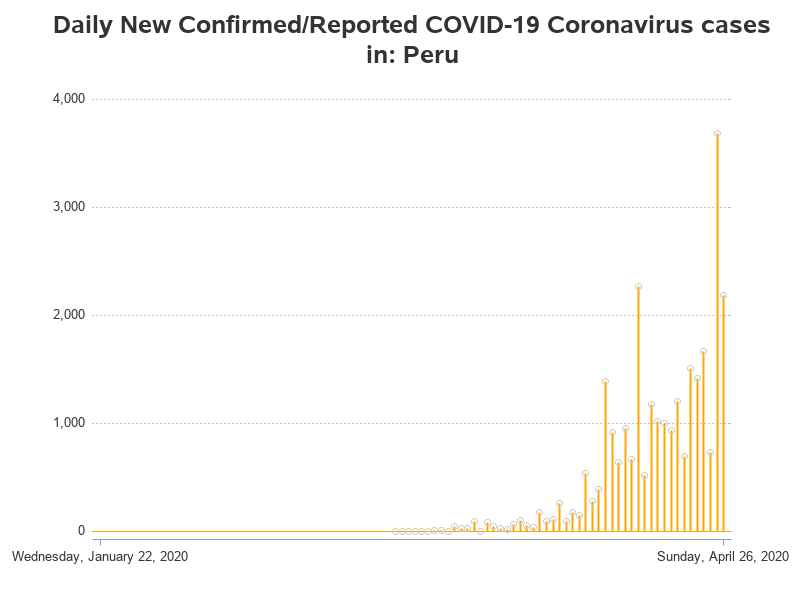 Daily New Confirmed/Reported COVID-19 Coronavirus cases
in: Peru
4,000
3,000
2,000
1,000
0
Wednesday, January 22, 2020
Sunday, April 26, 2020